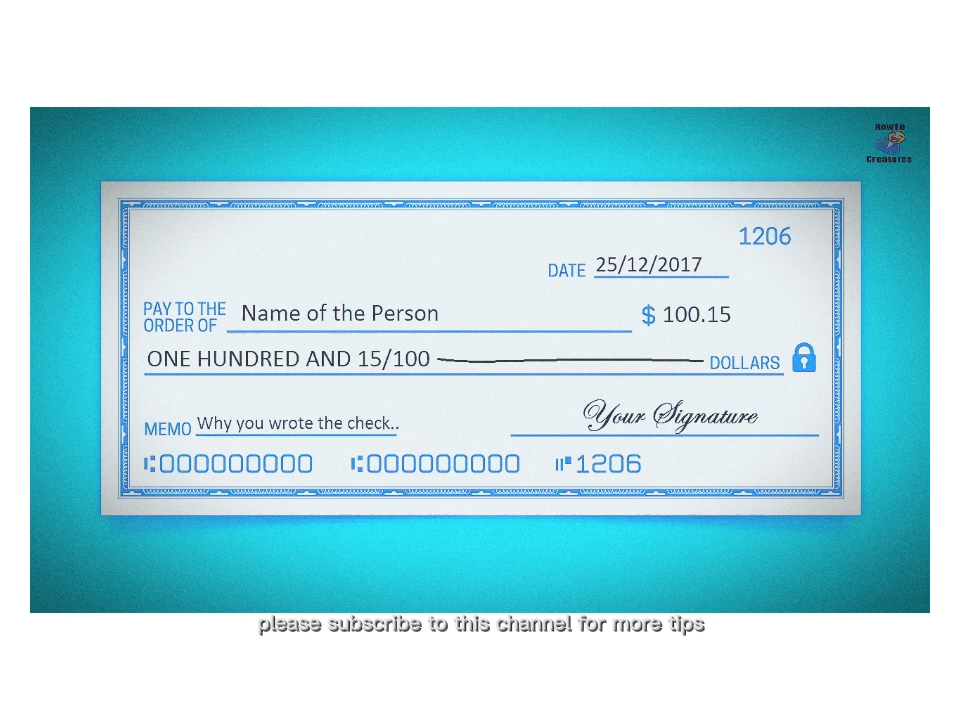 HowTo
Creatorss
1206
DATE 25/12/2017
PAY TO THE
ORDER OF Name of the Person $ 100.15
ONE HUNDRED AND 15/100 DOLLARS
MEMO Why you wrote the check.. Your Signature
⑆000000000 ⑆000000000 ⑈1206
please subscribe to this channel for more tips